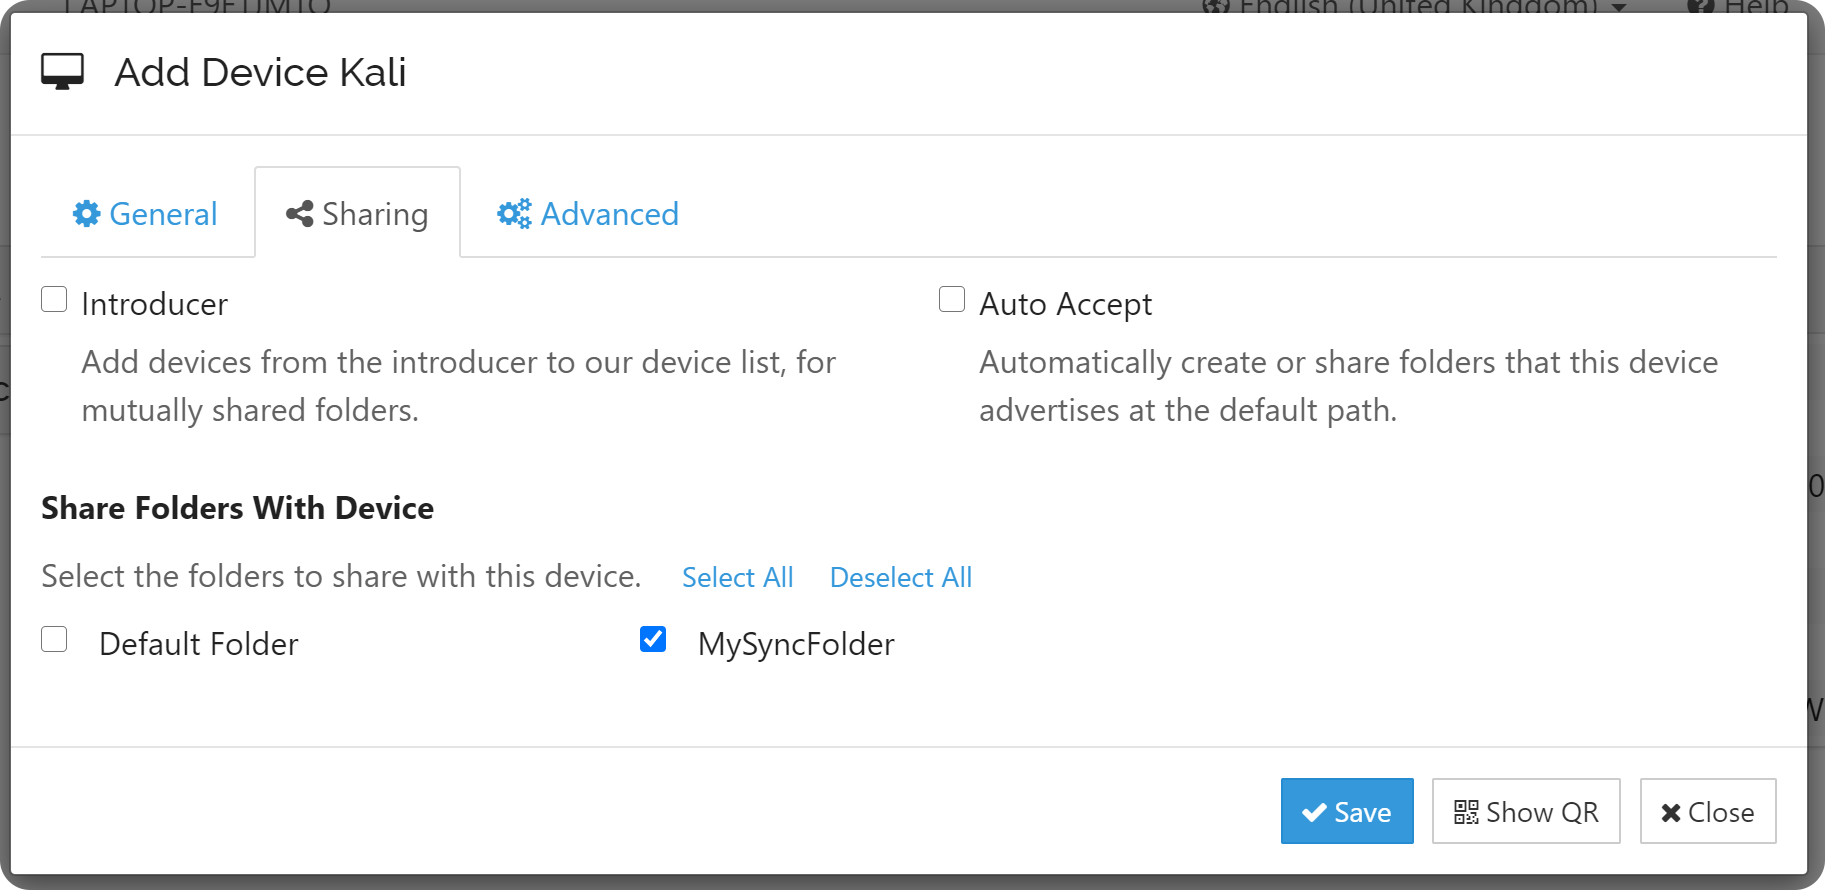 English (United Kingdom)
Help
Add Device Kali
General
Sharing
Advanced
Introducer
Auto Accept
Add devices from the introducer to our device list, for
mutually shared folders.
Automatically create or share folders that this device
advertises at the default path.
Share Folders With Device
Select the folders to share with this device.
Select All
Deselect All
Default Folder
MySyncFolder
Save
Show QR
Close